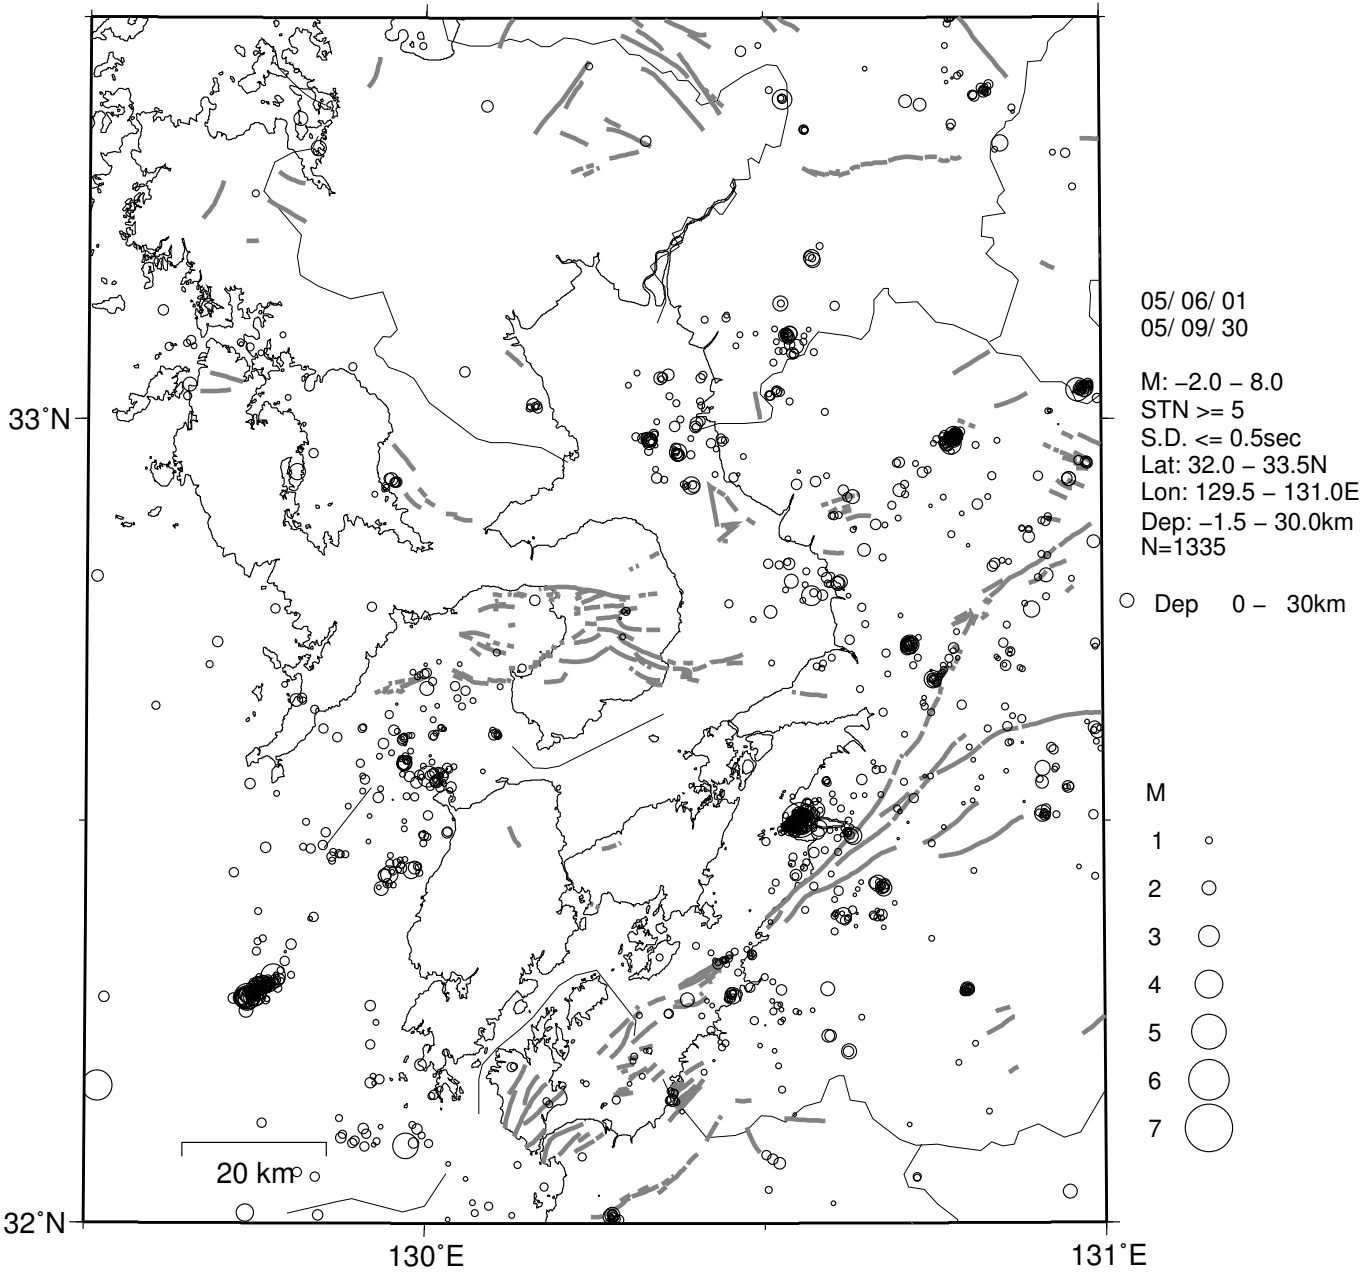 05/ 06/ 01
05/ 09/ 30
M: −2.0 − 8.0
STN >= 5
S.D. <= 0.5sec
Lat: 32.0 − 33.5N
Lon: 129.5 − 131.0E
Dep: −1.5 − 30.0km
N=1335
Dep 0 − 30km
33˚N
M
1
2
3
4
5
6
7
20 km
32˚N
130˚E
131˚E